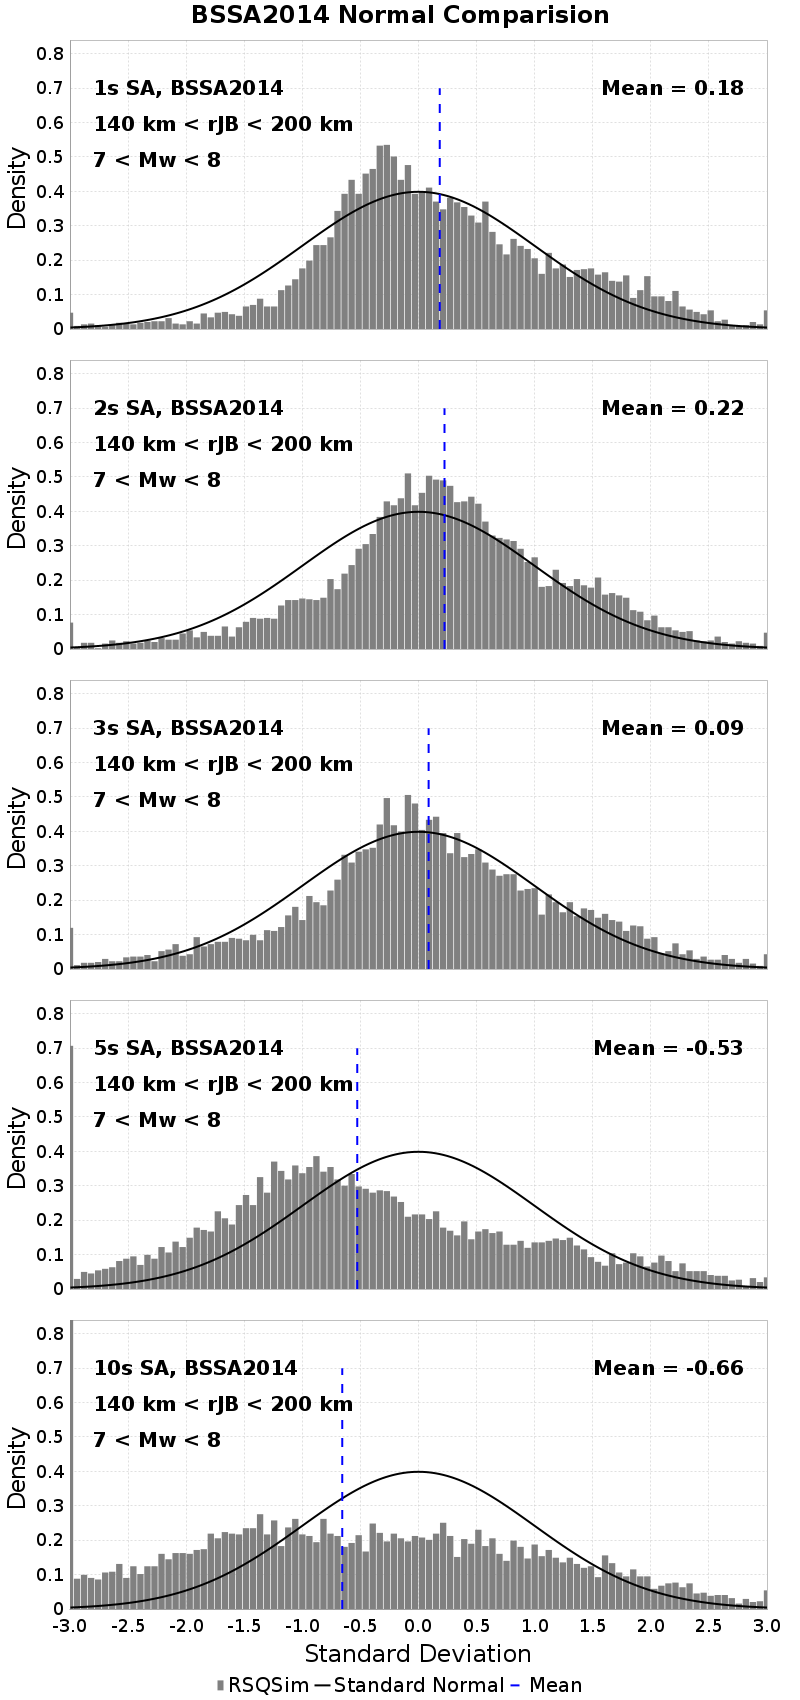 BSSA2014 Normal Comparision
1s SA, BSSA2014 Mean = 0.18
140 km < rJB < 200 km
7 < Mw < 8
Density
0.8
0.7
0.6
0.5
0.4
0.3
0.2
0.1
0
2s SA, BSSA2014 Mean = 0.22
140 km < rJB < 200 km
7 < Mw < 8
Density
0.8
0.7
0.6
0.5
0.4
0.3
0.2
0.1
0
3s SA, BSSA2014 Mean = 0.09
140 km < rJB < 200 km
7 < Mw < 8
Density
0.8
0.7
0.6
0.5
0.4
0.3
0.2
0.1
0
5s SA, BSSA2014 Mean = -0.53
140 km < rJB < 200 km
7 < Mw < 8
Density
0.8
0.7
0.6
0.5
0.4
0.3
0.2
0.1
0
10s SA, BSSA2014 Mean = -0.66
140 km < rJB < 200 km
7 < Mw < 8
Density
0.8
0.7
0.6
0.5
0.4
0.3
0.2
0.1
0
-3.0 -2.5 -2.0 -1.5 -1.0 -0.5 0.0 0.5 1.0 1.5 2.0 2.5 3.0
Standard Deviation
RSQSim Standard Normal Mean